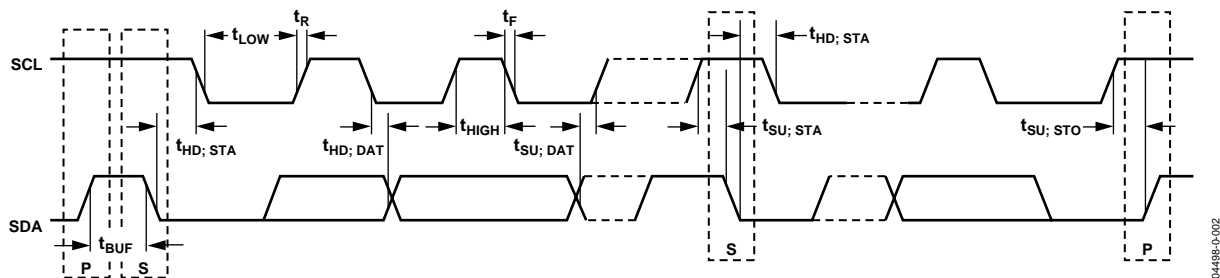 tR
tF
tLOW
tHD; STA
SCL
tHD; STA
tHD; DAT
tHIGH
tSU; DAT
tSU; STA
tSU; STO
SDA
tBUF
P
S
S
P
04498-0-002